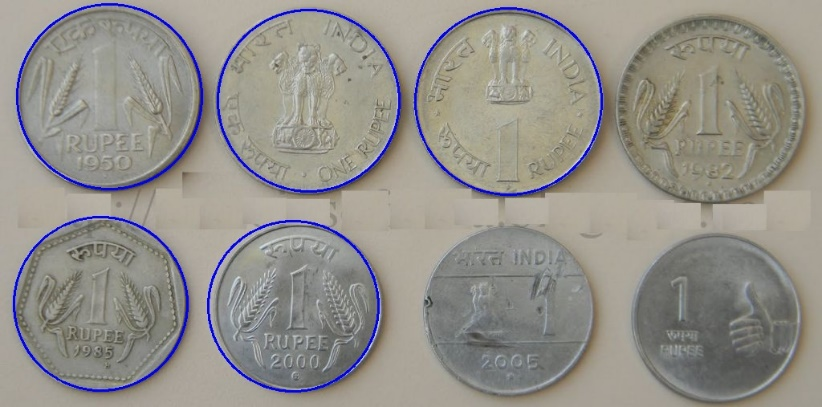 एक रुपया
1
RUPEE
1950
भारत INDIA
एक रुपया · ONE RUPEE
भारत INDIA
रुपया 1 RUPEE
रूपया
1
RUPEE
1982
रूपया
1
RUPEE
1985
रूपया
1
RUPEE
2000
भारत INDIA
1
2005
1
रुपया
RUPEE